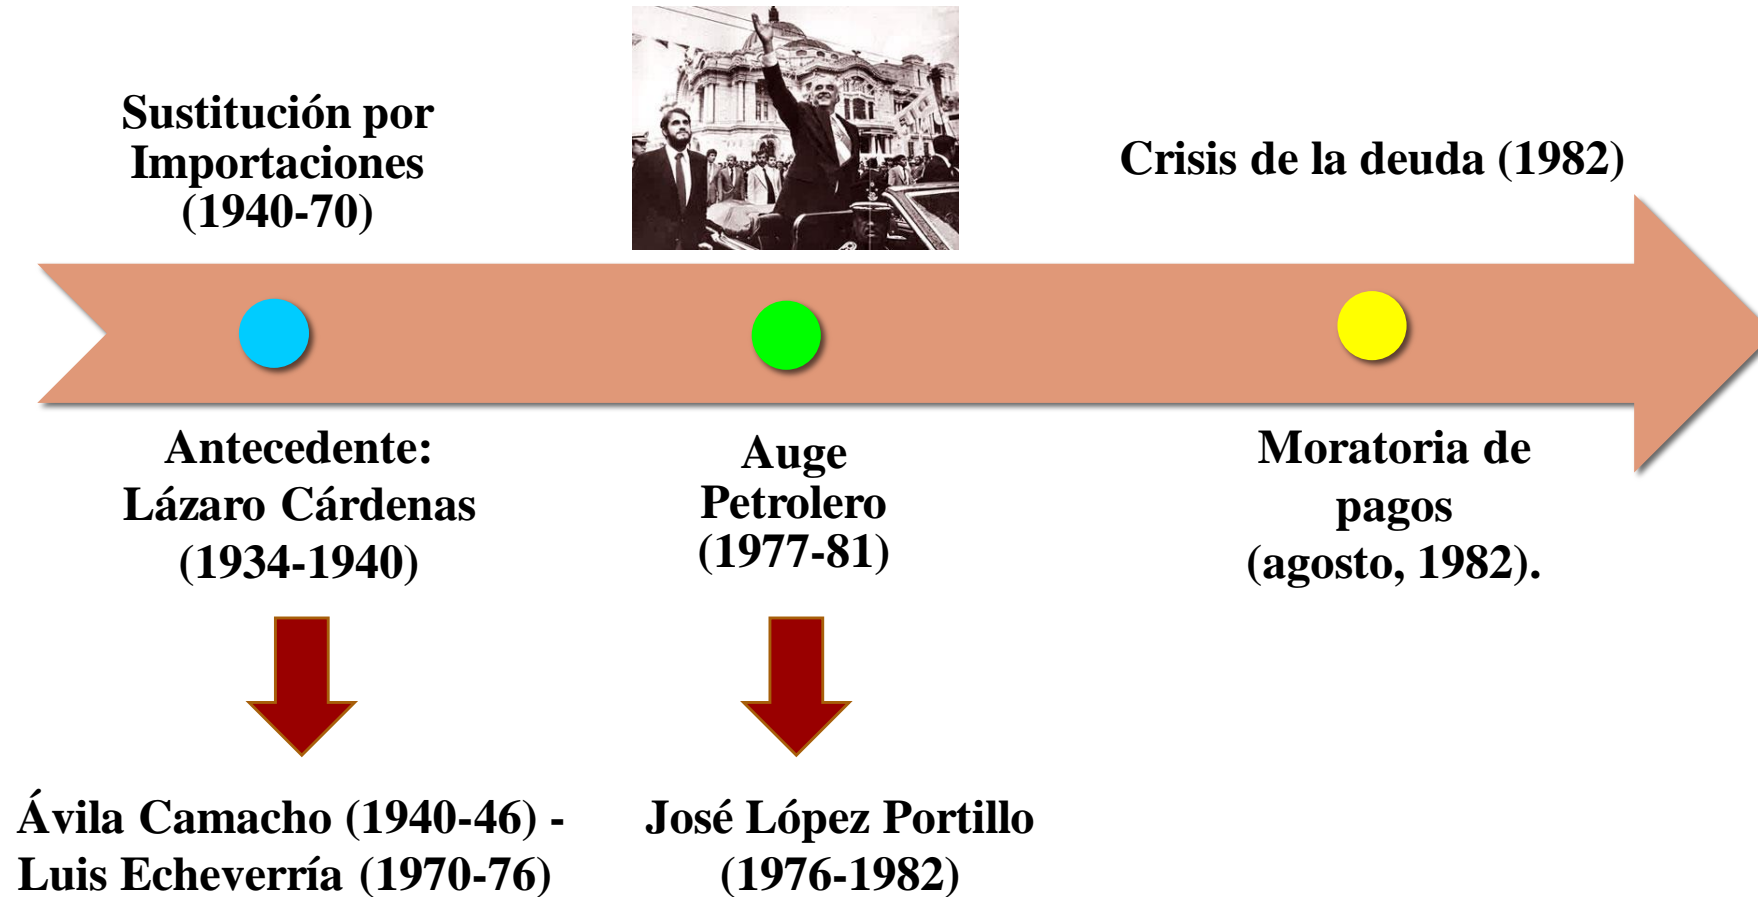 Sustitución por
Importaciones
(1940-70)
Crisis de la deuda (1982)
Antecedente:
Lázaro Cárdenas
(1934-1940)
Auge
Petrolero
(1977-81)
Moratoria de
pagos
(agosto, 1982).
Ávila Camacho (1940-46) -
Luis Echeverría (1970-76)
José López Portillo
(1976-1982)